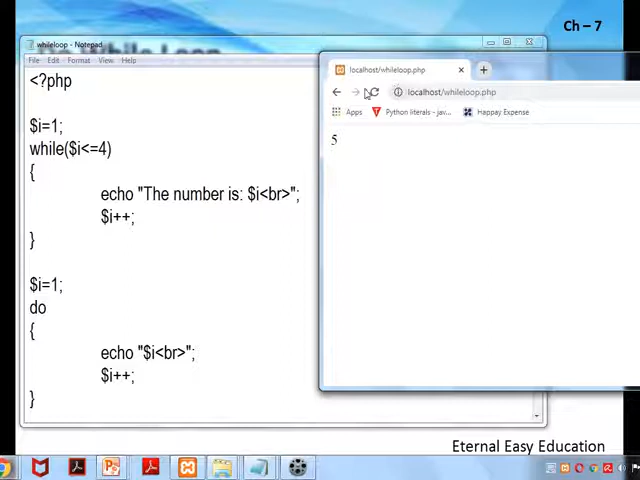 Ch – 7
whileloop - Notepad
File Edit Format View Help
<?php
$i=1;
while($i<=4)
{
echo "The number is: $i<br>";
$i++;
}
$i=1;
do
{
echo "$i<br>";
$i++;
}
localhost/whileloop.php
localhost/whileloop.php
Apps Python literals - jav... Happay Expense
5
Eternal Easy Education